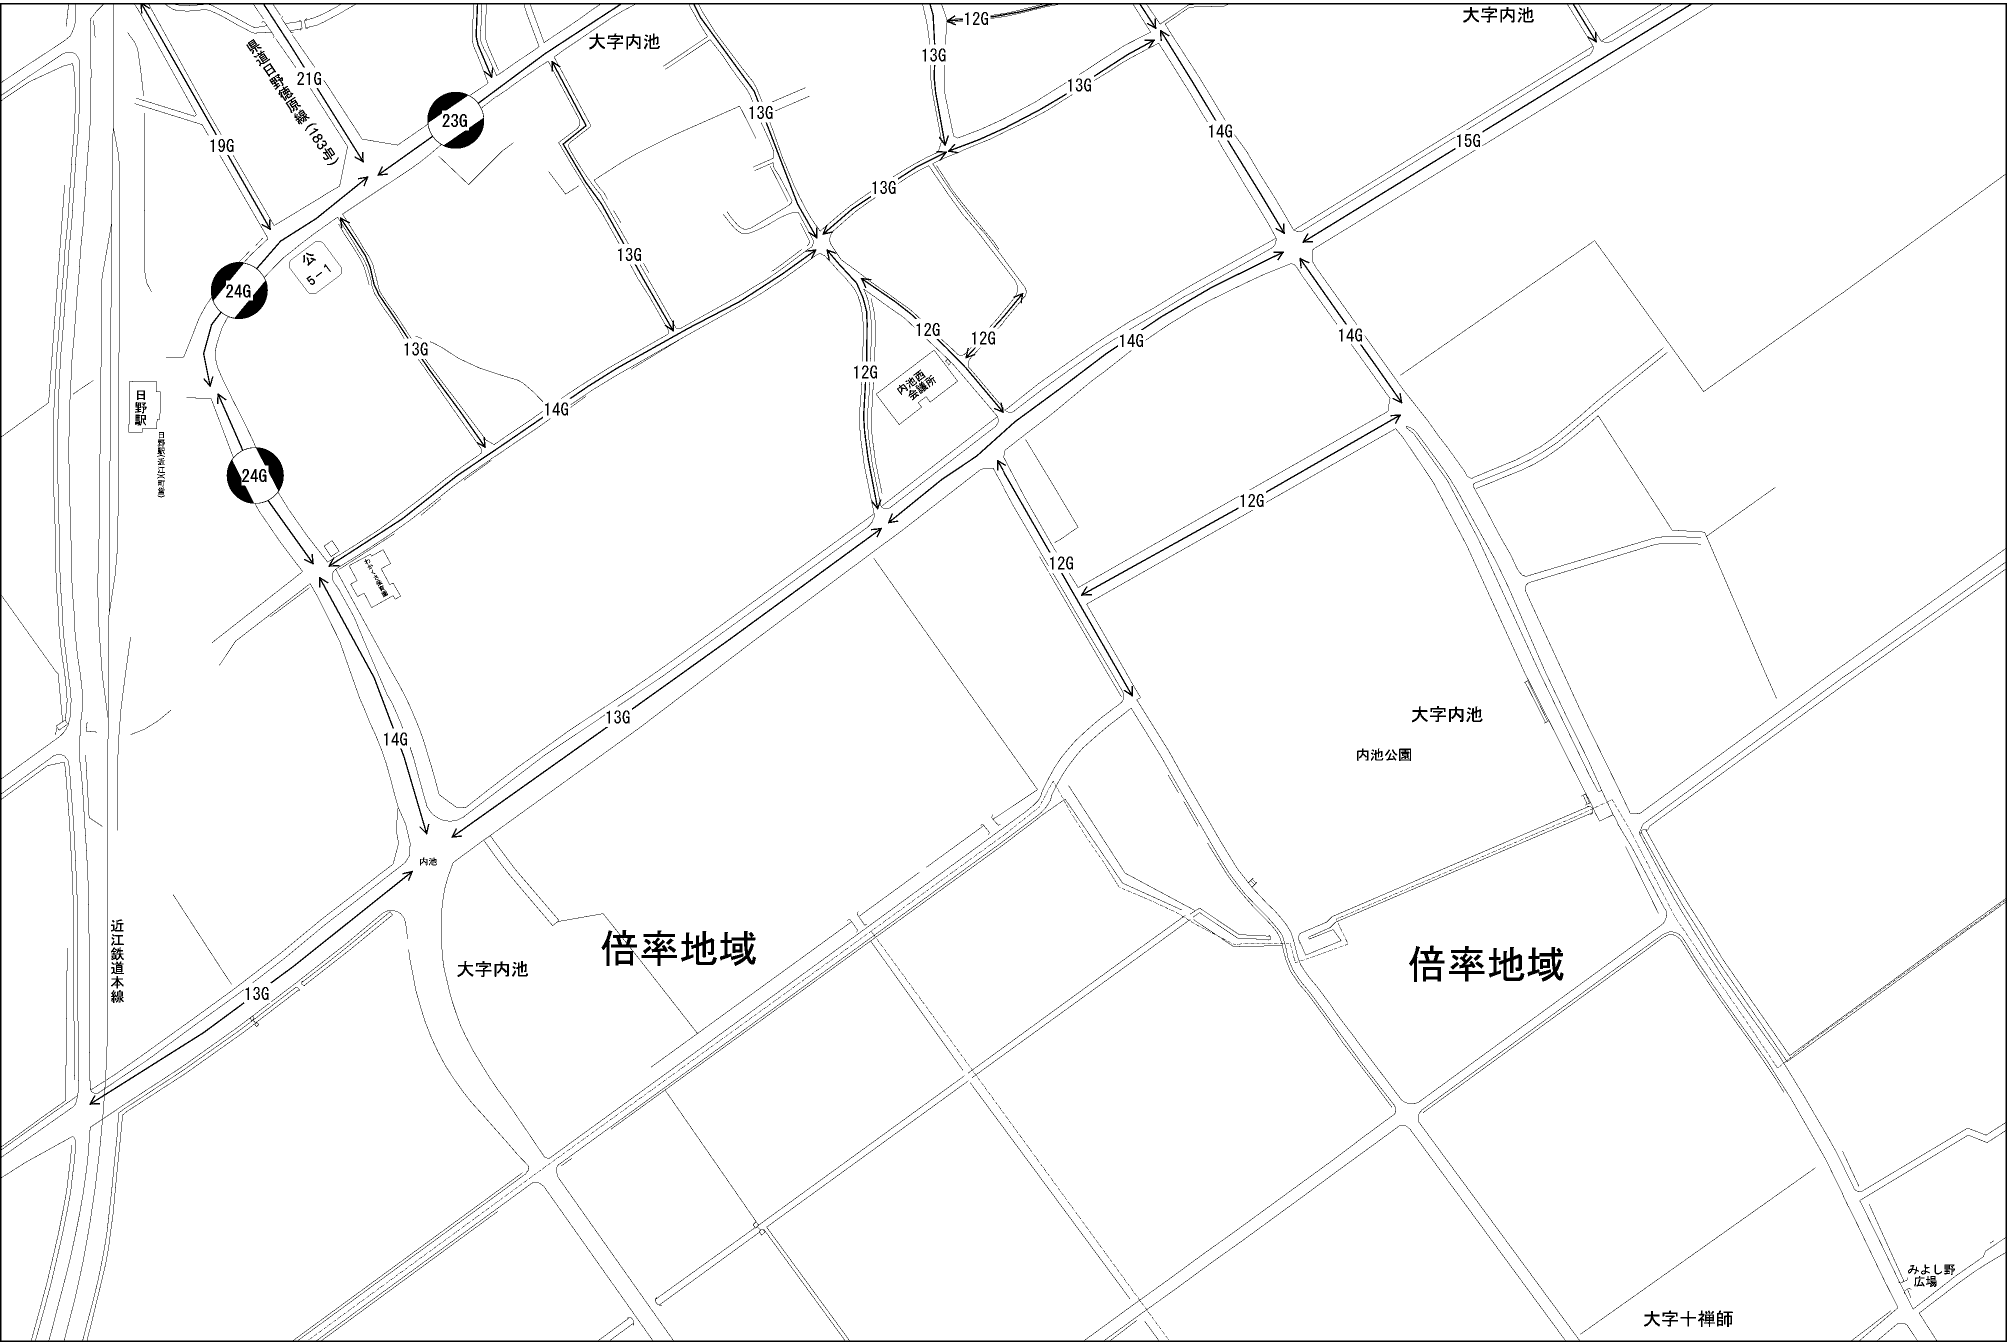 12G
大字内池
大字内池
13G
県道日野徳原線(183号)
21G
13G
13G
23G
14G
15G
19G
13G
13G
公
5-1
24G
13G
12G
12G
14G
14G
13G
12G
内池西
会議所
日野駅
14G
24G
12G
12G
13G
14G
大字内池
内池公園
内池
近江鉄道本線
13G
大字内池
倍率地域
倍率地域
みよし野
広場
大字十禅師